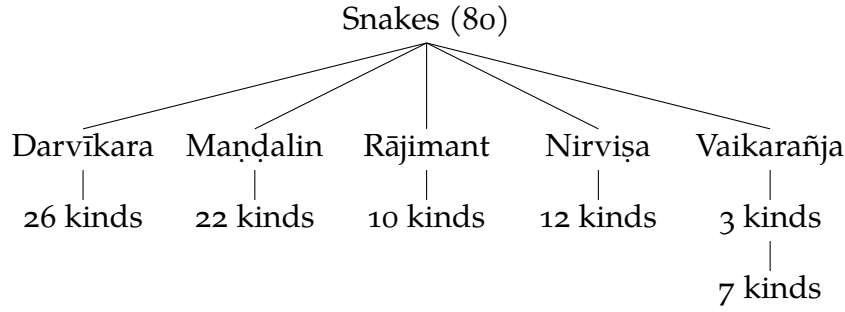 Snakes (80)
Darvīkara Maṇḍalin Rājimant Nirviṣa Vaikarañja
26 kinds 22 kinds 10 kinds 12 kinds 3 kinds
7 kinds